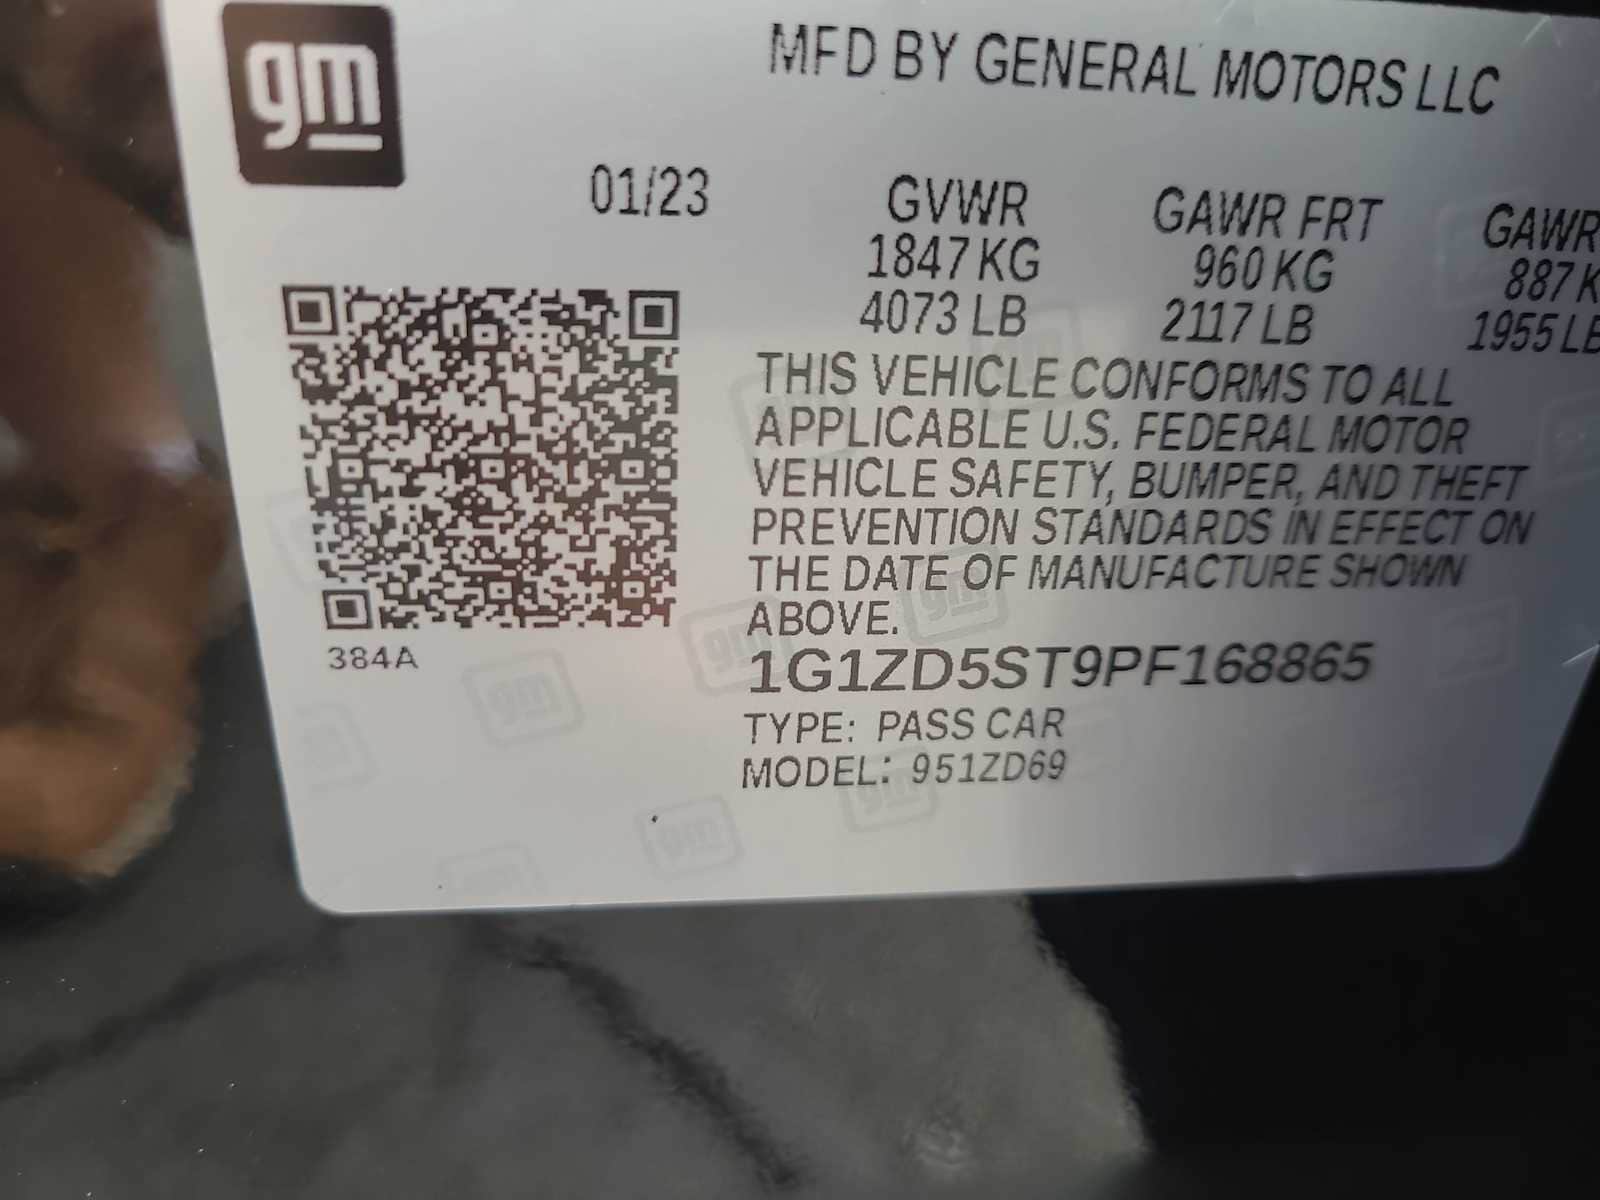 gm
MFD BY GENERAL MOTORS LLC
01/23
GVWR
1847 KG
4073 LB
GAWR FRT
960 KG
2117 LB
GAWR
887 K
1955 LB
THIS VEHICLE CONFORMS TO ALL
APPLICABLE U.S. FEDERAL MOTOR
VEHICLE SAFETY, BUMPER, AND THEFT
PREVENTION STANDARDS IN EFFECT ON
THE DATE OF MANUFACTURE SHOWN
ABOVE.
1G1ZD5ST9PF168865
TYPE: PASS CAR
MODEL: 951ZD69
384A